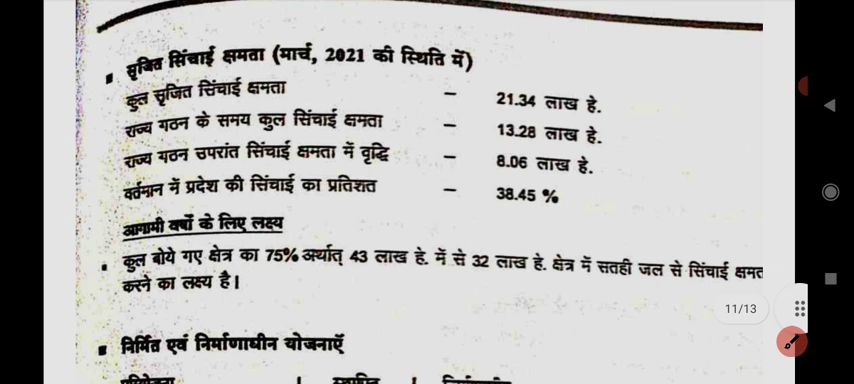 ▪ सृजित सिंचाई क्षमता (मार्च, 2021 की स्थिति में)
कुल सृजित सिंचाई क्षमता – 21.34 लाख हे.
राज्य गठन के समय कुल सिंचाई क्षमता – 13.28 लाख हे.
राज्य गठन उपरांत सिंचाई क्षमता में वृद्धि – 8.06 लाख हे.
वर्तमान में प्रदेश की सिंचाई का प्रतिशत – 38.45 %
आगामी वर्षो के लिए लक्ष्य
▪ कुल बोये गए क्षेत्र का 75% अर्थात् 43 लाख हे. में से 32 लाख हे. क्षेत्र में सतही जल से सिंचाई क्षमत
करने का लक्ष्य है।
11/13
▪ निर्मित एवं निर्माणाधीन योजनाएँ